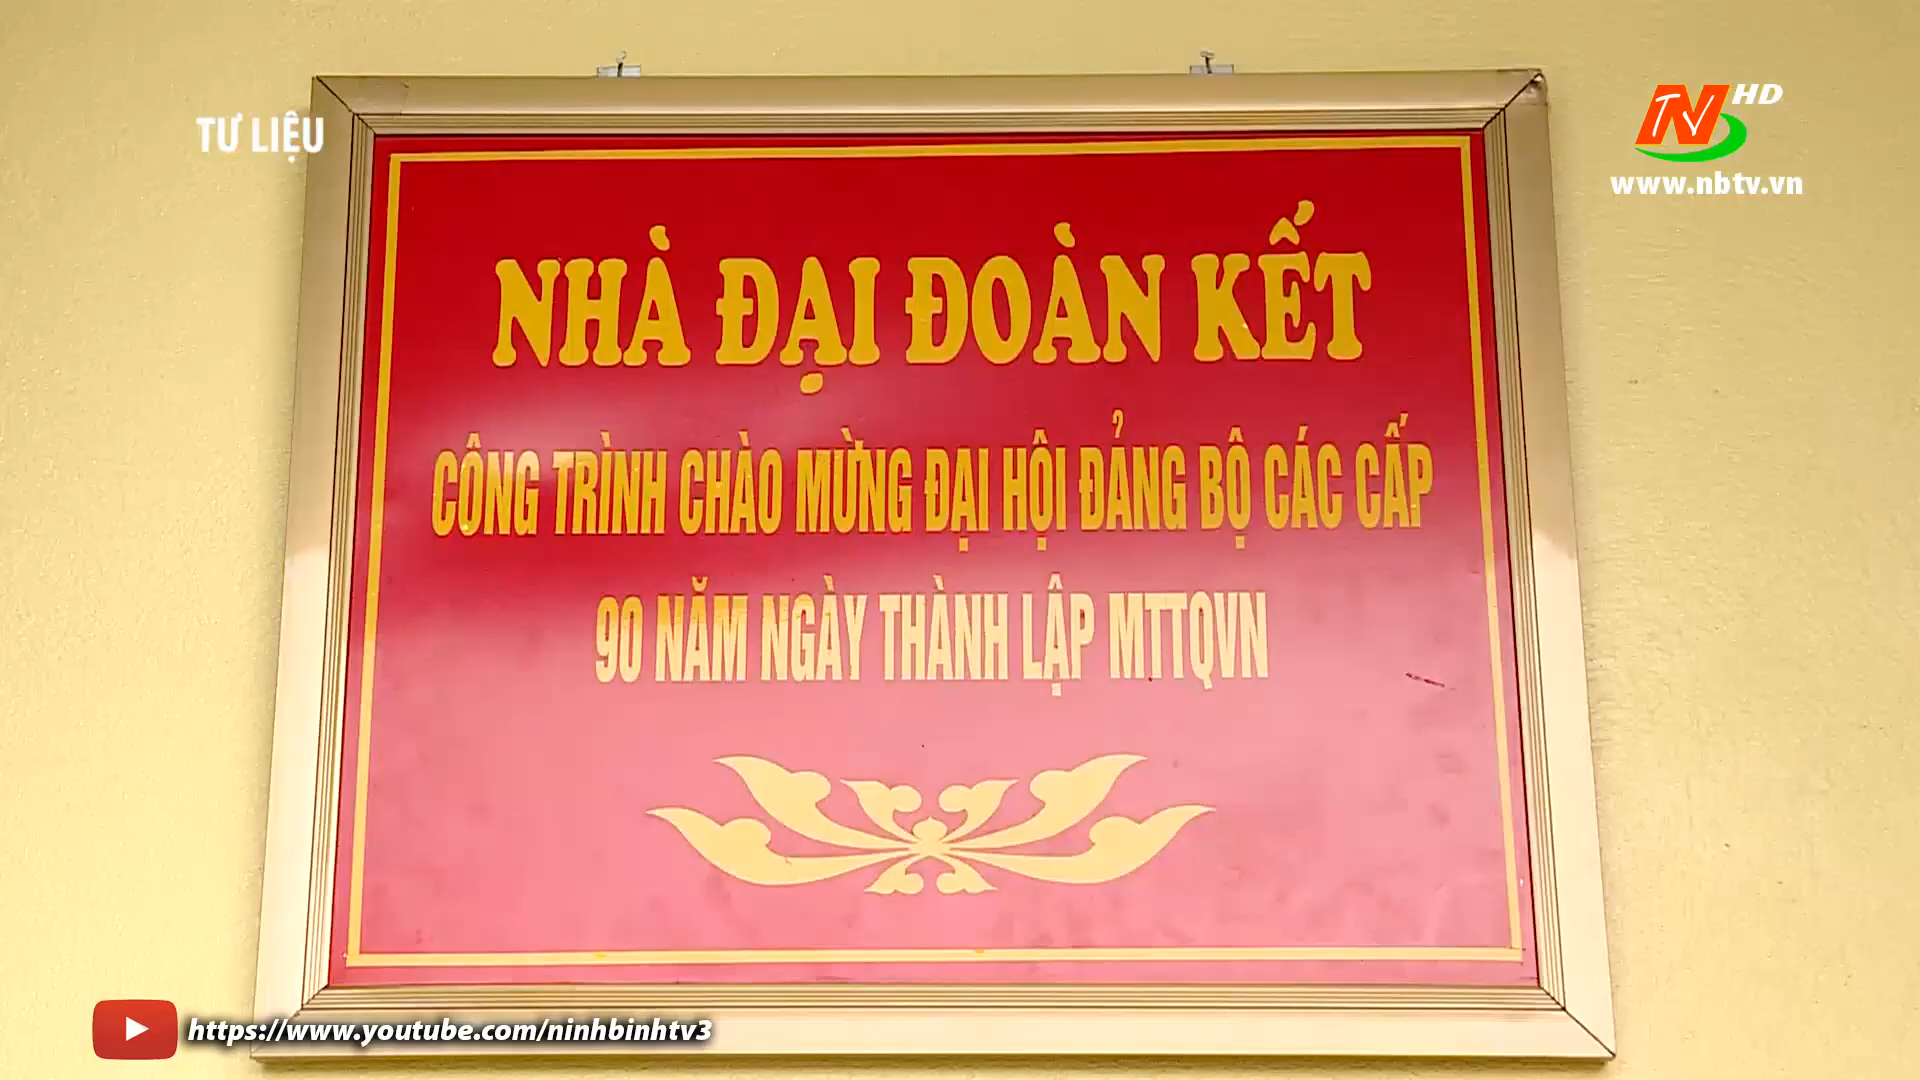 TƯ LIỆU
NTV HD
www.nbtv.vn
NHÀ ĐẠI ĐOÀN KẾT
CÔNG TRÌNH CHÀO MỪNG ĐẠI HỘI ĐẢNG BỘ CÁC CẤP
90 NĂM NGÀY THÀNH LẬP MTTQVN
https://www.youtube.com/ninhbinhtv3